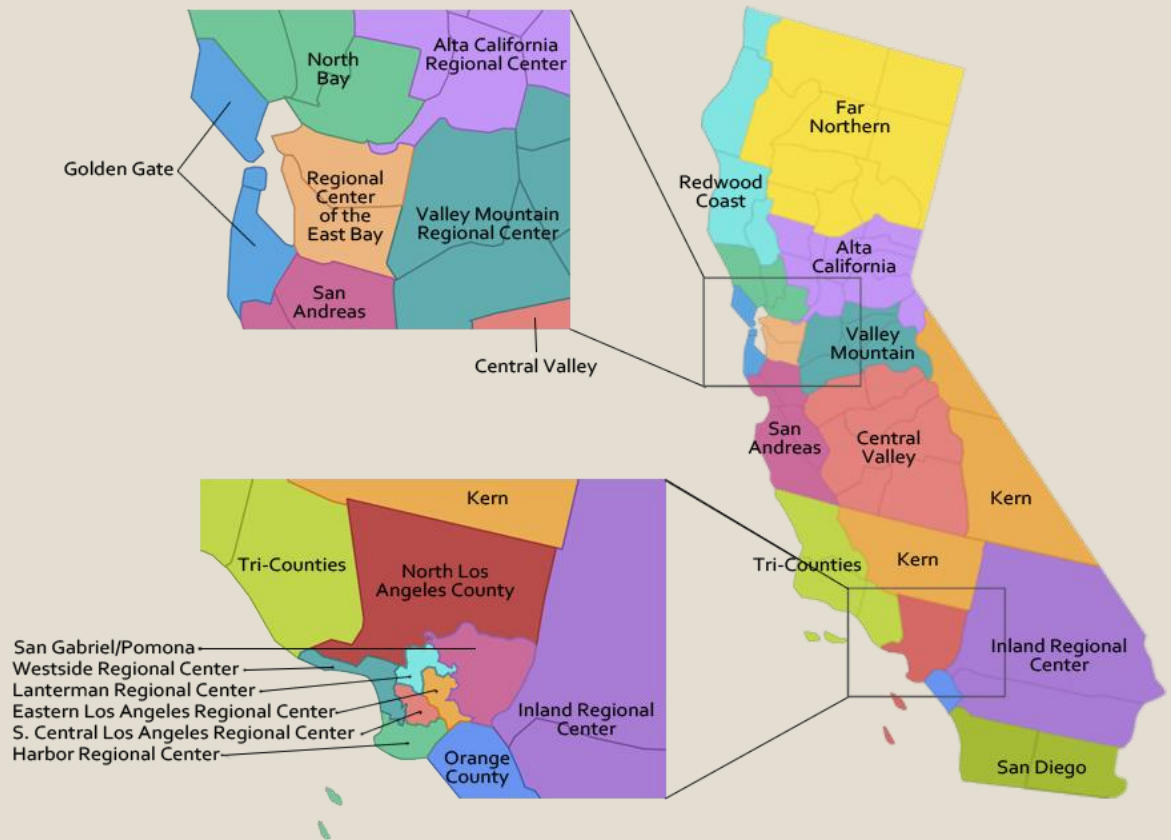 North
Bay
Alta California
Regional Center
Golden Gate
Regional
Center
of the
East Bay
Valley Mountain
Regional Center
San
Andreas
Central Valley
Far
Northern
Redwood
Coast
Alta
California
Valley
Mountain
San
Andreas
Central
Valley
Kern
Kern
Tri-Counties
Inland Regional
Center
San Diego
Kern
Tri-Counties
North Los
Angeles County
San Gabriel/Pomona
Westside Regional Center
Lanterman Regional Center
Eastern Los Angeles Regional Center
S. Central Los Angeles Regional Center
Harbor Regional Center
Inland Regional
Center
Orange
County